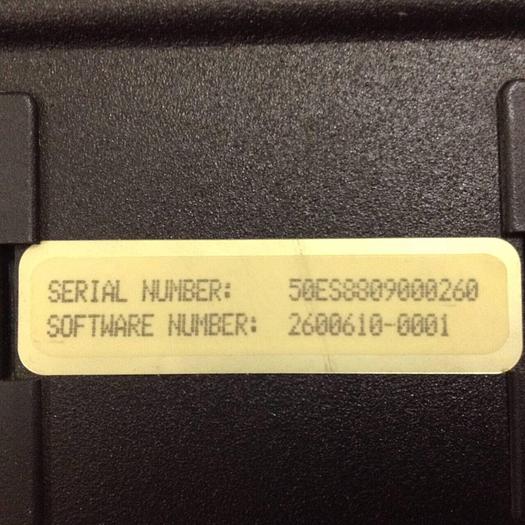 SERIAL NUMBER: 50ES8809000260
SOFTWARE NUMBER: 2600610-0001